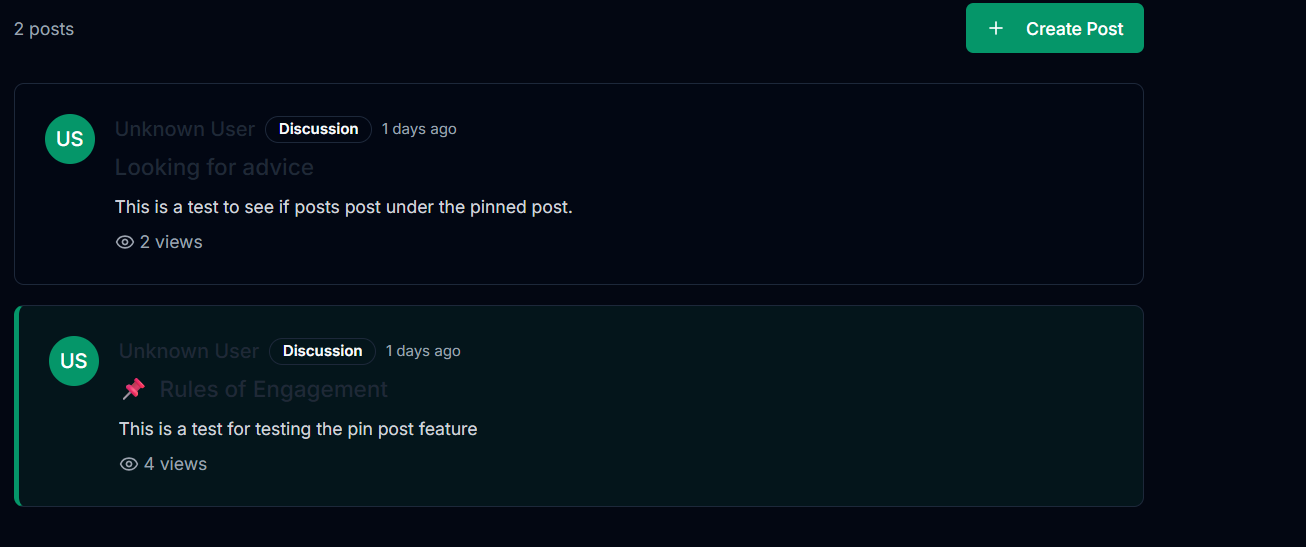 2 posts
+ Create Post
US
Unknown User Discussion 1 days ago
Looking for advice
This is a test to see if posts post under the pinned post.
2 views
US
Unknown User Discussion 1 days ago
📌 Rules of Engagement
This is a test for testing the pin post feature
4 views